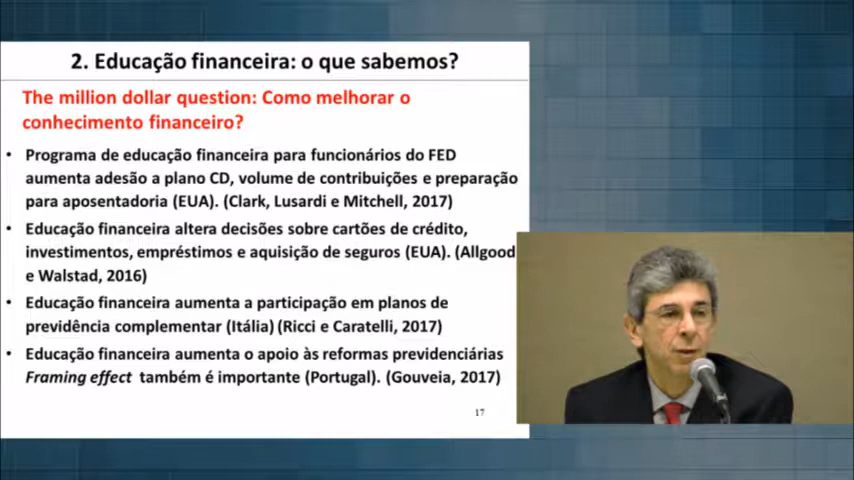 2. Educação financeira: o que sabemos?
The million dollar question: Como melhorar o
conhecimento financeiro?
• Programa de educação financeira para funcionários do FED
aumenta adesão a plano CD, volume de contribuições e preparação
para aposentadoria (EUA). (Clark, Lusardi e Mitchell, 2017)
• Educação financeira altera decisões sobre cartões de crédito,
investimentos, empréstimos e aquisição de seguros (EUA). (Allgood
e Walstad, 2016)
• Educação financeira aumenta a participação em planos de
previdência complementar (Itália) (Ricci e Caratelli, 2017)
• Educação financeira aumenta o apoio às reformas previdenciárias
Framing effect também é importante (Portugal). (Gouveia, 2017)
17